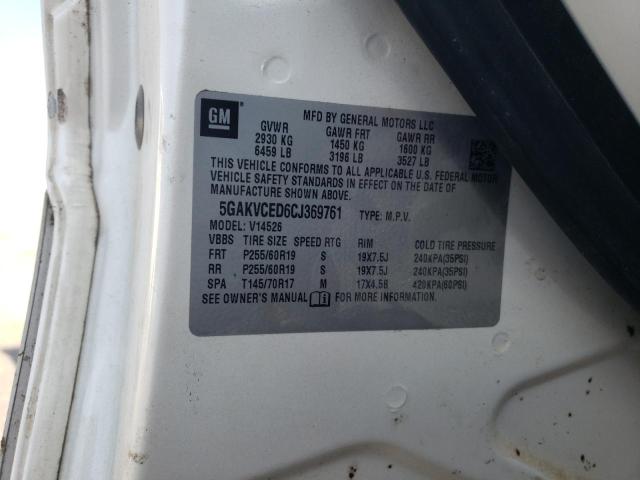 GM
MFD BY GENERAL MOTORS LLC
GVWR GAWR FRT GAWR RR
2930 KG 1450 KG 1600 KG
6459 LB 3196 LB 3527 LB
THIS VEHICLE CONFORMS TO ALL APPLICABLE U.S. FEDERAL MOTOR
VEHICLE SAFETY STANDARDS IN EFFECT ON THE DATE OF
MANUFACTURE SHOWN ABOVE.
5GAKVCED6CJ369761 TYPE: M.P.V.
MODEL: V14526
VBBS TIRE SIZE SPEED RTG RIM COLD TIRE PRESSURE
FRT P255/60R19 S 19X7.5J 240KPA(35PSI)
RR P255/60R19 S 19X7.5J 240KPA(35PSI)
SPA T145/70R17 M 17X4.5B 420KPA(60PSI)
SEE OWNER'S MANUAL FOR MORE INFORMATION.